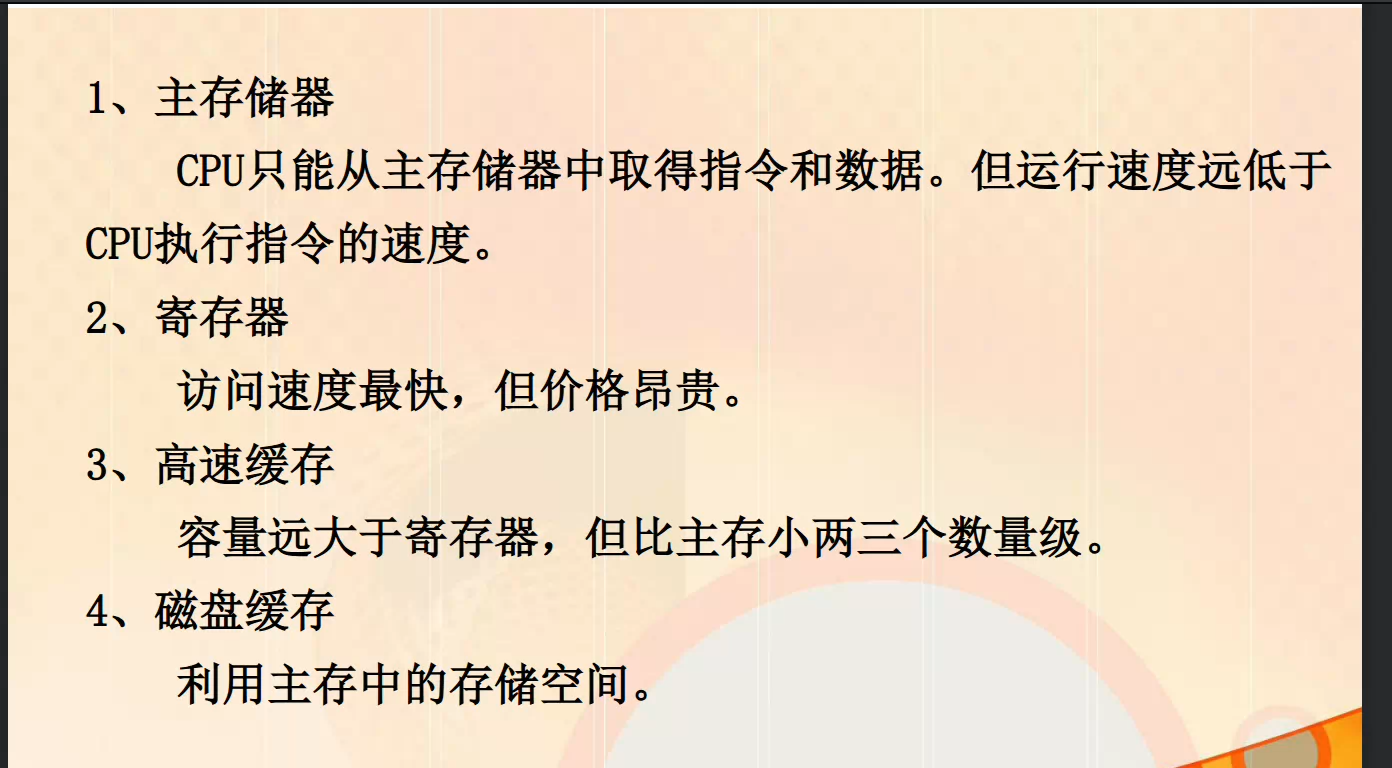 1、主存储器
CPU只能从主存储器中取得指令和数据。但运行速度远低于
CPU执行指令的速度。
2、寄存器
访问速度最快，但价格昂贵。
3、高速缓存
容量远大于寄存器，但比主存小两三个数量级。
4、磁盘缓存
利用主存中的存储空间。